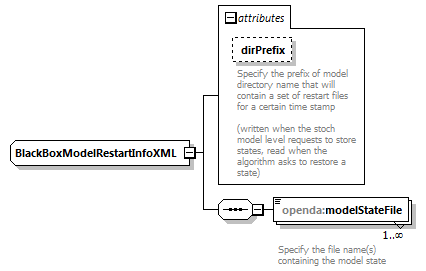 attributes
dirPrefix
Specify the prefix of model
directory name that will
contain a set of restart files
for a certain time stamp
(written when the stoch
model level requests to store
states, read when the
algorithm asks to restore a
state)
BlackBoxModelRestartInfoXML
openda:modelStateFile
1..∞
Specify the file name(s)
containing the model state